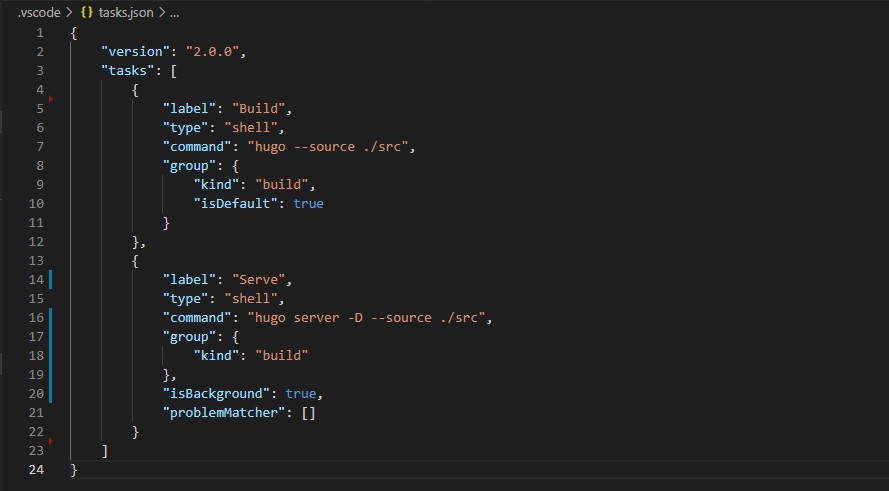 .vscode > {} tasks.json > ...
1 {
2     "version": "2.0.0",
3     "tasks": [
4         {
5             "label": "Build",
6             "type": "shell",
7             "command": "hugo --source ./src",
8             "group": {
9                 "kind": "build",
10                 "isDefault": true
11             }
12         },
13         {
14             "label": "Serve",
15             "type": "shell",
16             "command": "hugo server -D --source ./src",
17             "group": {
18                 "kind": "build"
19             },
20             "isBackground": true,
21             "problemMatcher": []
22         }
23     ]
24 }